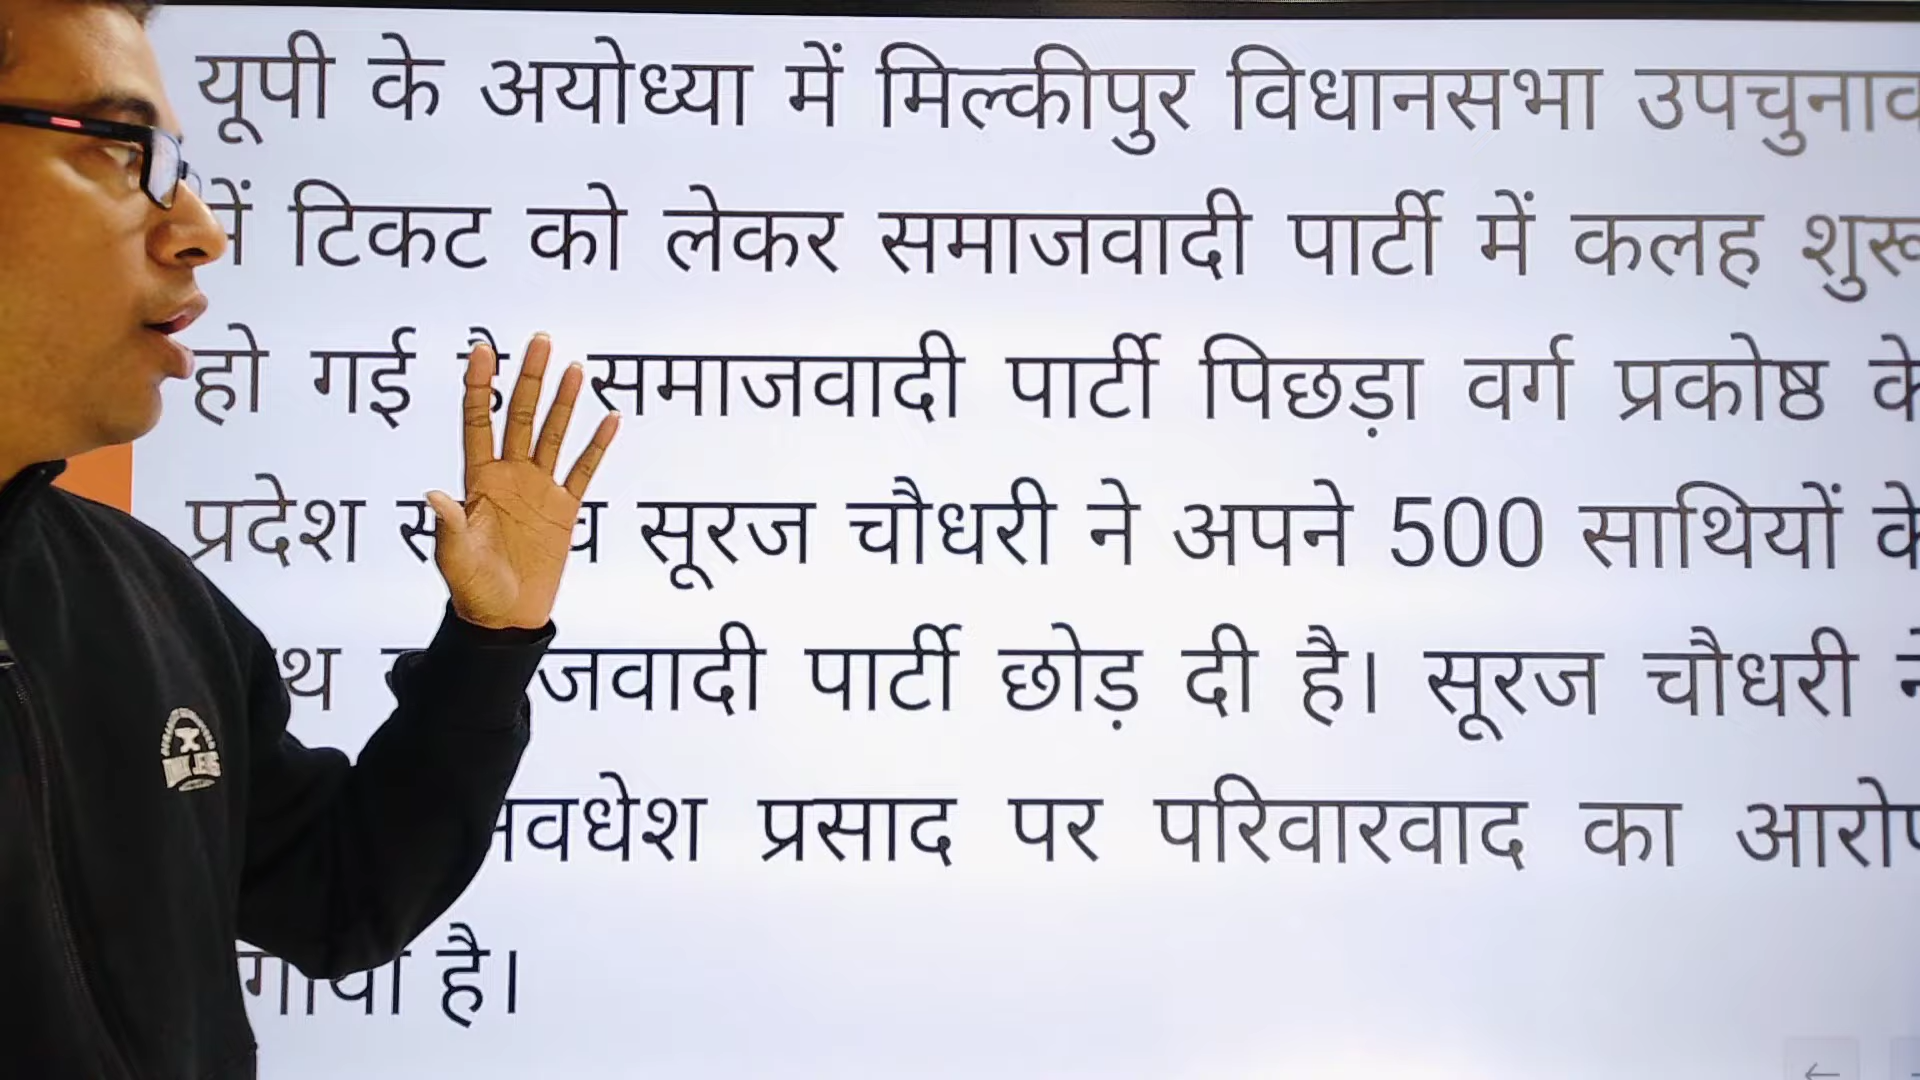 यूपी के अयोध्या में मिल्कीपुर विधानसभा उपचुनाव
में टिकट को लेकर समाजवादी पार्टी में कलह शुरू
हो गई है। समाजवादी पार्टी पिछड़ा वर्ग प्रकोष्ठ के
प्रदेश सूरज चौधरी ने अपने 500 साथियों के
पार्टी छोड़ दी है। सूरज चौधरी ने
अवधेश प्रसाद पर परिवारवाद का आरोप
है।